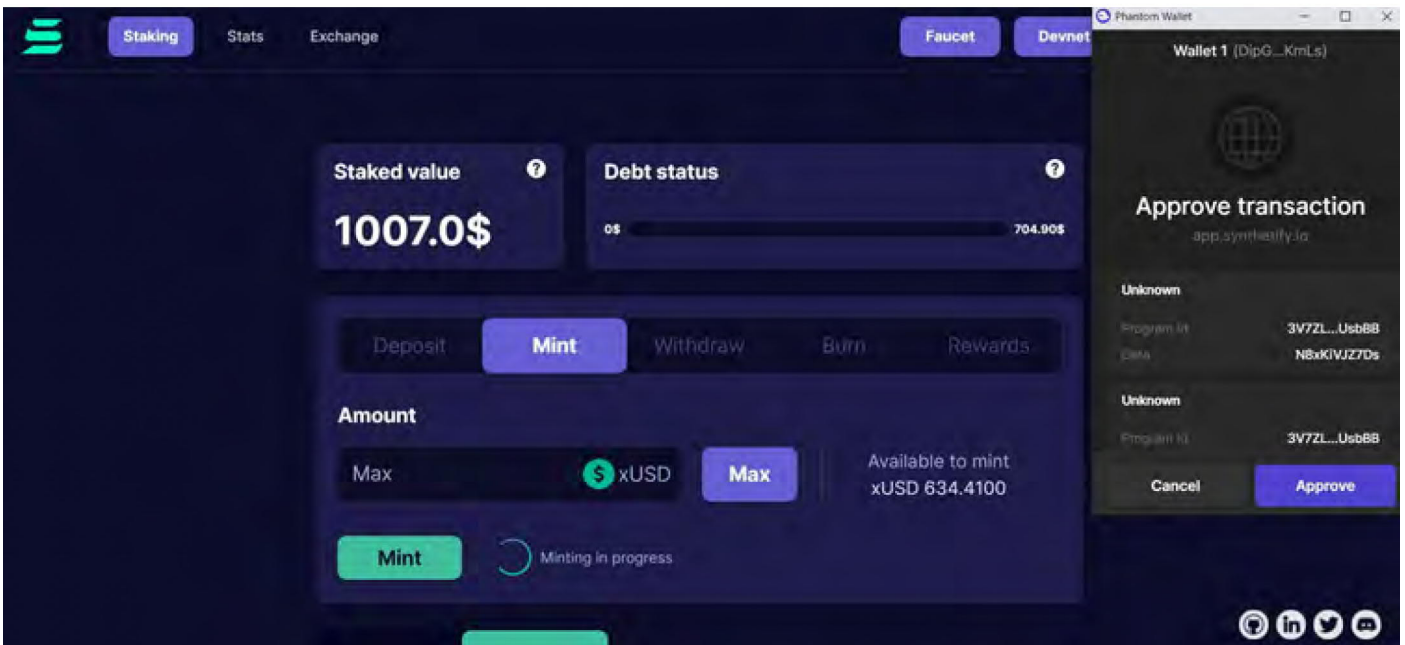 Staking
Stats
Exchange
Faucet
Devnet
Staked value
?
1007.0$
Debt status
?
0$
704.90$
Deposit
Mint
Withdraw
Burn
Rewards
Amount
Max
$ xUSD
Max
Available to mint
xUSD 634.4100
Mint
Minting in progress
Phantom Wallet
Wallet 1 (DipG...KmLs)
Approve transaction
app.synthetify.io
Unknown
Program Id 3V7ZL...UsbBB
Data N8xKiVJZ7Ds
Unknown
Program Id 3V7ZL...UsbBB
Cancel
Approve
in